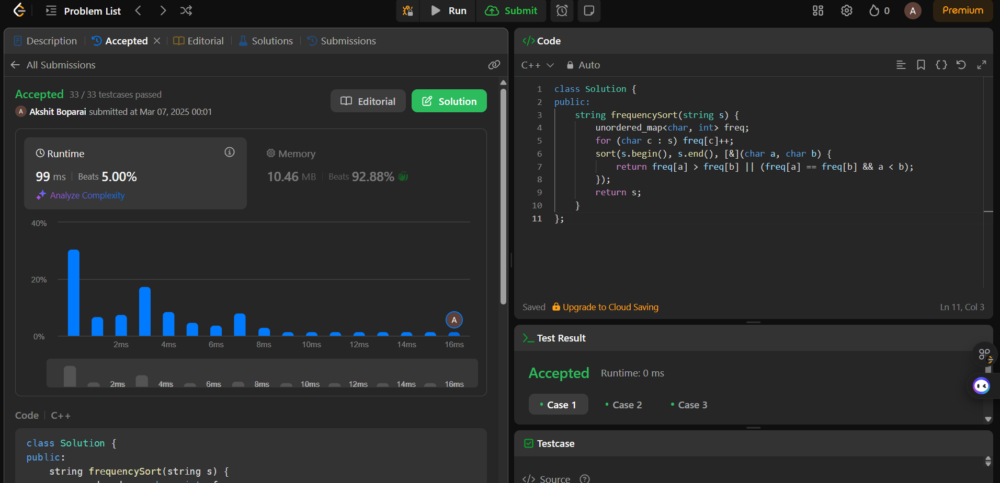 Problem List
Run
Submit
0
A
Premium
Description
Accepted
Editorial
Solutions
Submissions
All Submissions
Accepted 33 / 33 testcases passed
A Akshit Boparai submitted at Mar 07, 2025 00:01
Editorial
Solution
Runtime
99 ms Beats 5.00%
Analyze Complexity
Memory
10.46 MB Beats 92.88%
40%
20%
0%
A
2ms 4ms 6ms 8ms 10ms 12ms 14ms 16ms
2ms 4ms 6ms 8ms 10ms 12ms 14ms 16ms
Code C++
class Solution {
public:
string frequencySort(string s) {
</> Code
C++ Auto
1 class Solution {
2 public:
3 string frequencySort(string s) {
4 unordered_map<char, int> freq;
5 for (char c : s) freq[c]++;
6 sort(s.begin(), s.end(), [&](char a, char b) {
7 return freq[a] > freq[b] || (freq[a] == freq[b] && a < b);
8 });
9 return s;
10 }
11 };
Saved Upgrade to Cloud Saving
Ln 11, Col 3
Test Result
Accepted Runtime: 0 ms
Case 1 Case 2 Case 3
Testcase
</> Source